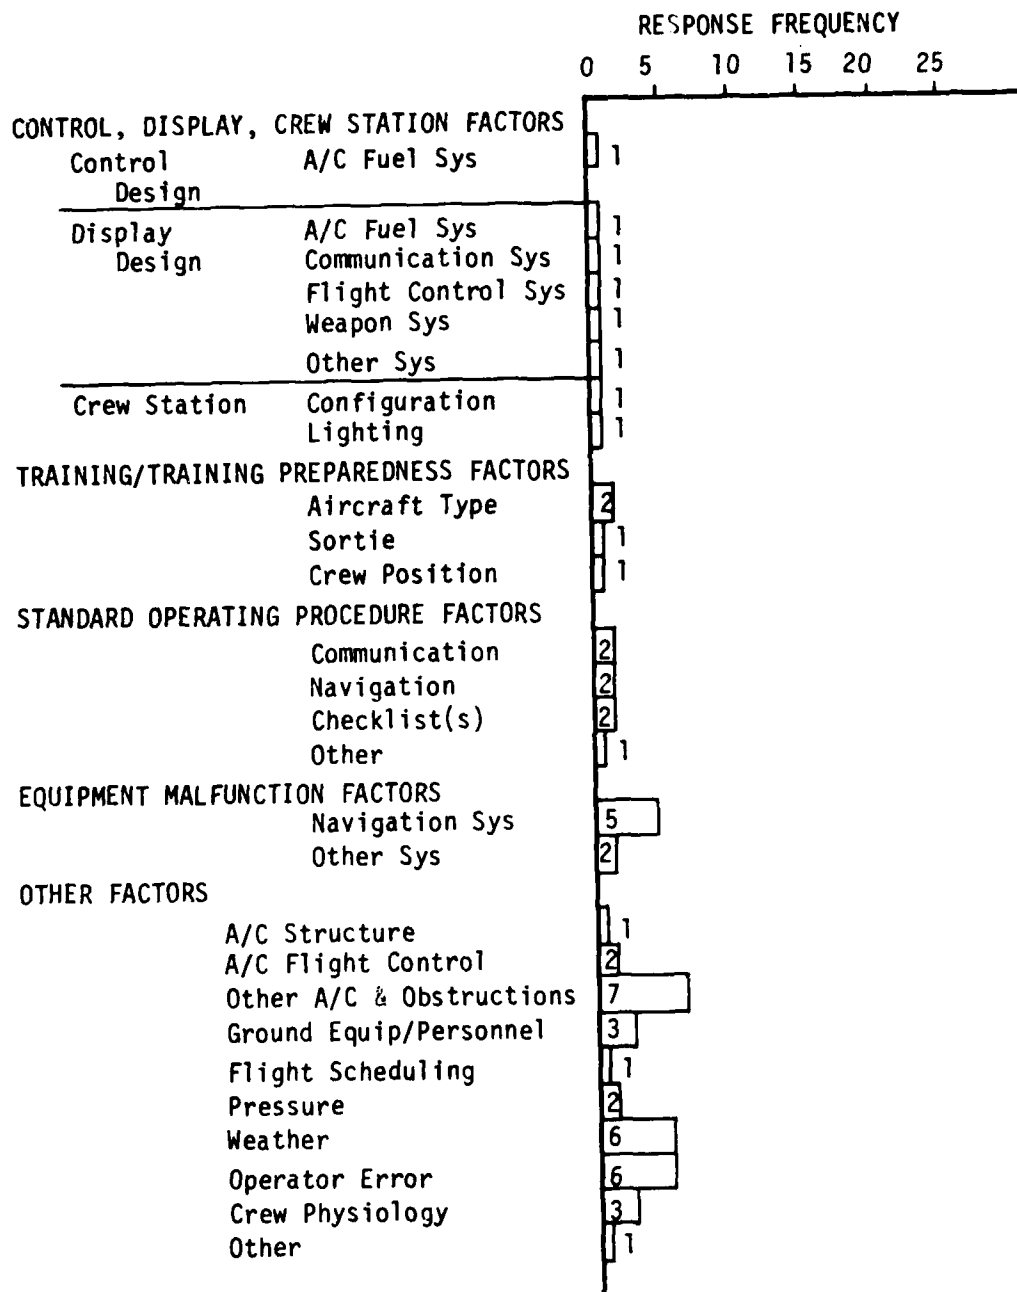 RESPONSE FREQUENCY
0 5 10 15 20 25
CONTROL, DISPLAY, CREW STATION FACTORS
Control A/C Fuel Sys 1
Design
Display A/C Fuel Sys 1
Design Communication Sys 1
Flight Control Sys 1
Weapon Sys 1
Other Sys 1
Crew Station Configuration 1
Lighting 1
TRAINING/TRAINING PREPAREDNESS FACTORS
Aircraft Type 2
Sortie 1
Crew Position 1
STANDARD OPERATING PROCEDURE FACTORS
Communication 2
Navigation 2
Checklist(s) 2
Other 1
EQUIPMENT MALFUNCTION FACTORS
Navigation Sys 5
Other Sys 2
OTHER FACTORS
A/C Structure 1
A/C Flight Control 2
Other A/C & Obstructions 7
Ground Equip/Personnel 3
Flight Scheduling 1
Pressure 2
Weather 6
Operator Error 6
Crew Physiology 3
Other 1